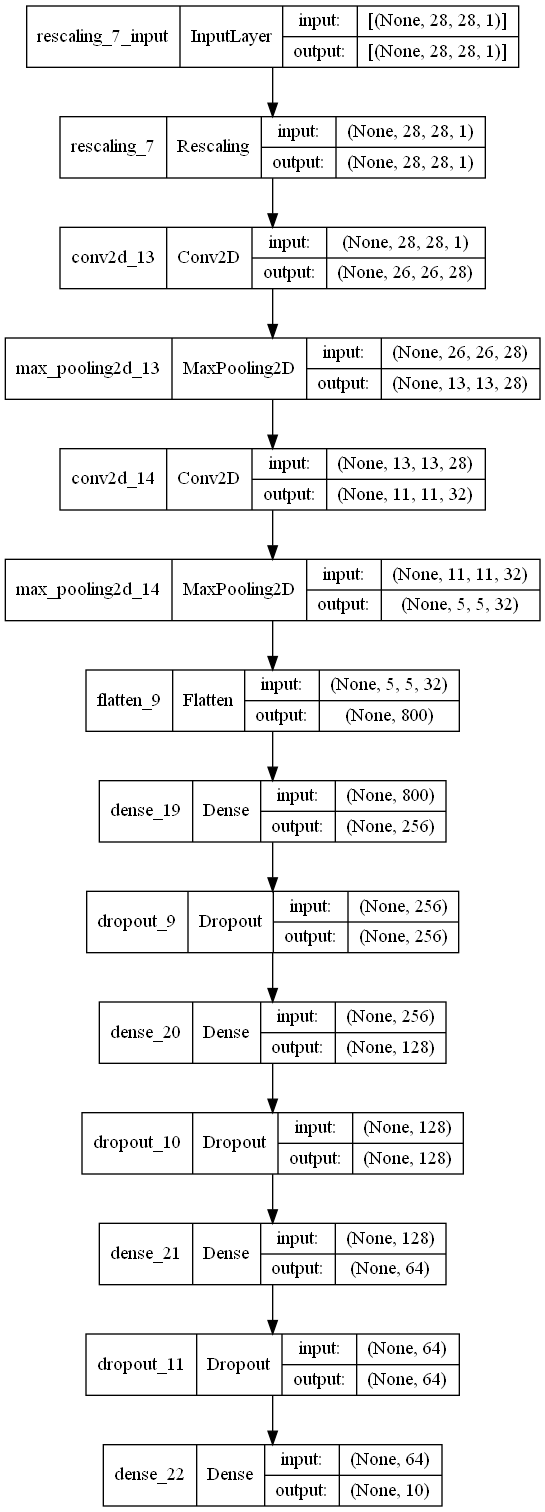 rescaling_7_input InputLayer input: [(None, 28, 28, 1)]
output: [(None, 28, 28, 1)]
rescaling_7 Rescaling input: (None, 28, 28, 1)
output: (None, 28, 28, 1)
conv2d_13 Conv2D input: (None, 28, 28, 1)
output: (None, 26, 26, 28)
max_pooling2d_13 MaxPooling2D input: (None, 26, 26, 28)
output: (None, 13, 13, 28)
conv2d_14 Conv2D input: (None, 13, 13, 28)
output: (None, 11, 11, 32)
max_pooling2d_14 MaxPooling2D input: (None, 11, 11, 32)
output: (None, 5, 5, 32)
flatten_9 Flatten input: (None, 5, 5, 32)
output: (None, 800)
dense_19 Dense input: (None, 800)
output: (None, 256)
dropout_9 Dropout input: (None, 256)
output: (None, 256)
dense_20 Dense input: (None, 256)
output: (None, 128)
dropout_10 Dropout input: (None, 128)
output: (None, 128)
dense_21 Dense input: (None, 128)
output: (None, 64)
dropout_11 Dropout input: (None, 64)
output: (None, 64)
dense_22 Dense input: (None, 64)
output: (None, 10)